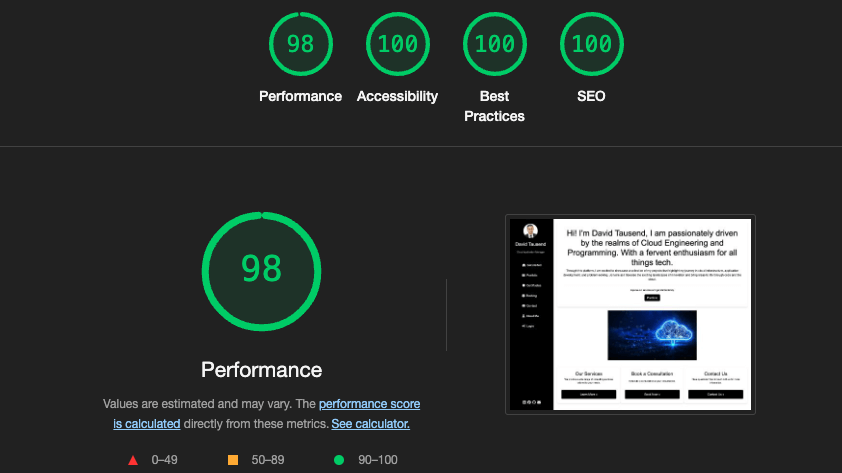 98
100
100
100
Performance
Accessibility
Best
Practices
SEO
98
Performance
Values are estimated and may vary. The performance score
is calculated directly from these metrics. See calculator.
0–49
50–89
90–100
David Tausend
Hi! I'm David Tausend, I am passionately driven
by the realms of Cloud Engineering and
Programming. With a fervent enthusiasm for all
things tech.
Our Services
Book a Consultation
Contact Us